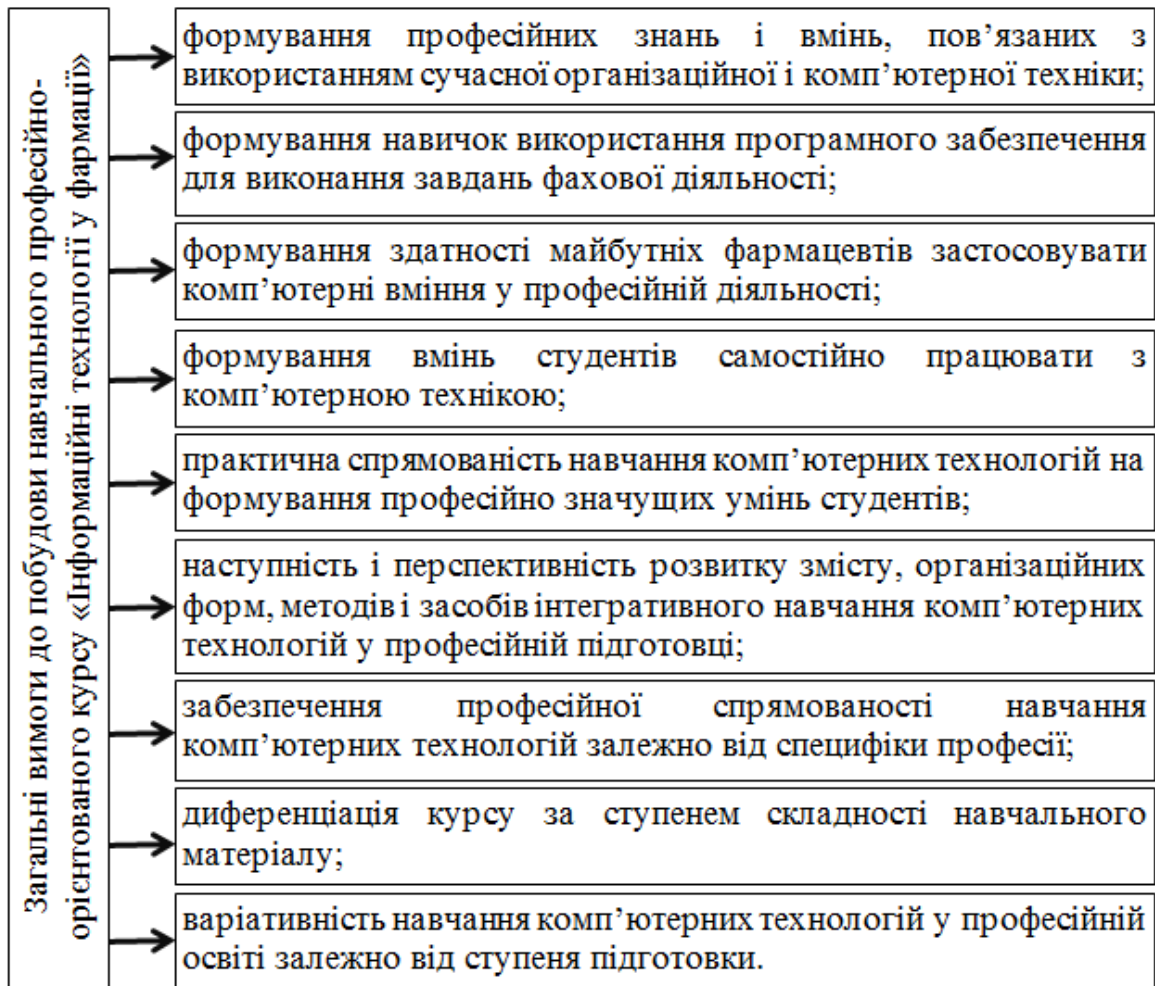 Загальні вимоги до побудови навчального професійно-
орієнтованого курсу «Інформаційні технології у фармації»
формування професійних знань і вмінь, пов’язаних з
використанням сучасної організаційної і комп’ютерної техніки;
формування навичок використання програмного забезпечення
для виконання завдань фахової діяльності;
формування здатності майбутніх фармацевтів застосовувати
комп’ютерні вміння у професійній діяльності;
формування вмінь студентів самостійно працювати з
комп’ютерною технікою;
практична спрямованість навчання комп’ютерних технологій на
формування професійно значущих умінь студентів;
наступність і перспективність розвитку змісту, організаційних
форм, методів і засобів інтегративного навчання комп’ютерних
технологій у професійній підготовці;
забезпечення професійної спрямованості навчання
комп’ютерних технологій залежно від специфіки професії;
диференціація курсу за ступенем складності навчального
матеріалу;
варіативність навчання комп’ютерних технологій у професійній
освіті залежно від ступеня підготовки.